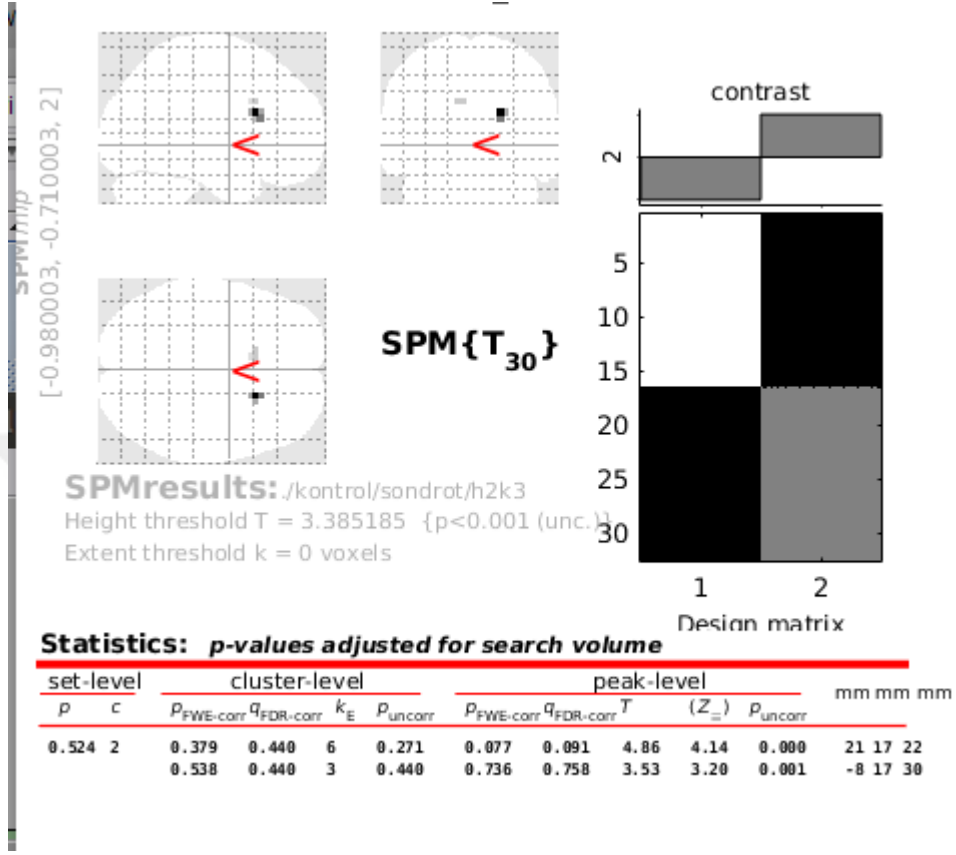 SPMmip
[-0.980003, -0.710003, 2]
contrast
2
SPM{T30}
5
10
15
20
25
30
1 2
Design matrix
SPMresults: ./kontrol/sondrot/h2k3
Height threshold T = 3.385185 {p<0.001 (unc.)}
Extent threshold k = 0 voxels
Statistics: p-values adjusted for search volume
set-level cluster-level peak-level mm mm mm
p c pFWE-corr qFDR-corr kE puncorr pFWE-corr qFDR-corr T (Z≡) puncorr
0.524 2 0.379 0.440 6 0.271 0.077 0.091 4.86 4.14 0.000 21 17 22
0.538 0.440 3 0.440 0.736 0.758 3.53 3.20 0.001 -8 17 30